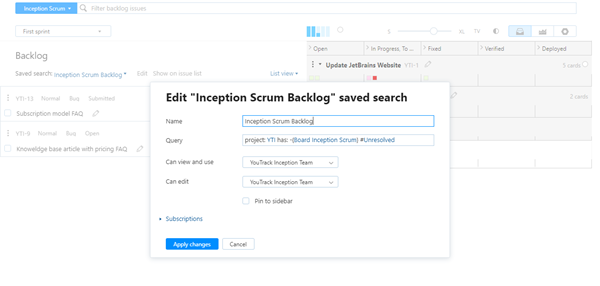 Inception Scrum
Filter backlog issues
First sprint
S XL TR
Backlog
Saved search: Inception Scrum Backlog Edit Show on issue list List view
YTI-13 Normal Bug Submitted
Subscription model FAQ
YTI-6 Normal Bug Open
Knoweldge base article with pricing FAQ
Open In Progress, To ... Fixed Verified Deployed
Update JetBrains Website YTI-1 5 cards
2 cards
Edit "Inception Scrum Backlog" saved search
Name Inception Scrum Backlog
Query project: YTI has: -{Board Inception Scrum} #Unresolved
Can view and use YouTrack Inception Team
Can edit YouTrack Inception Team
Pin to sidebar
Subscriptions
Apply changes Cancel